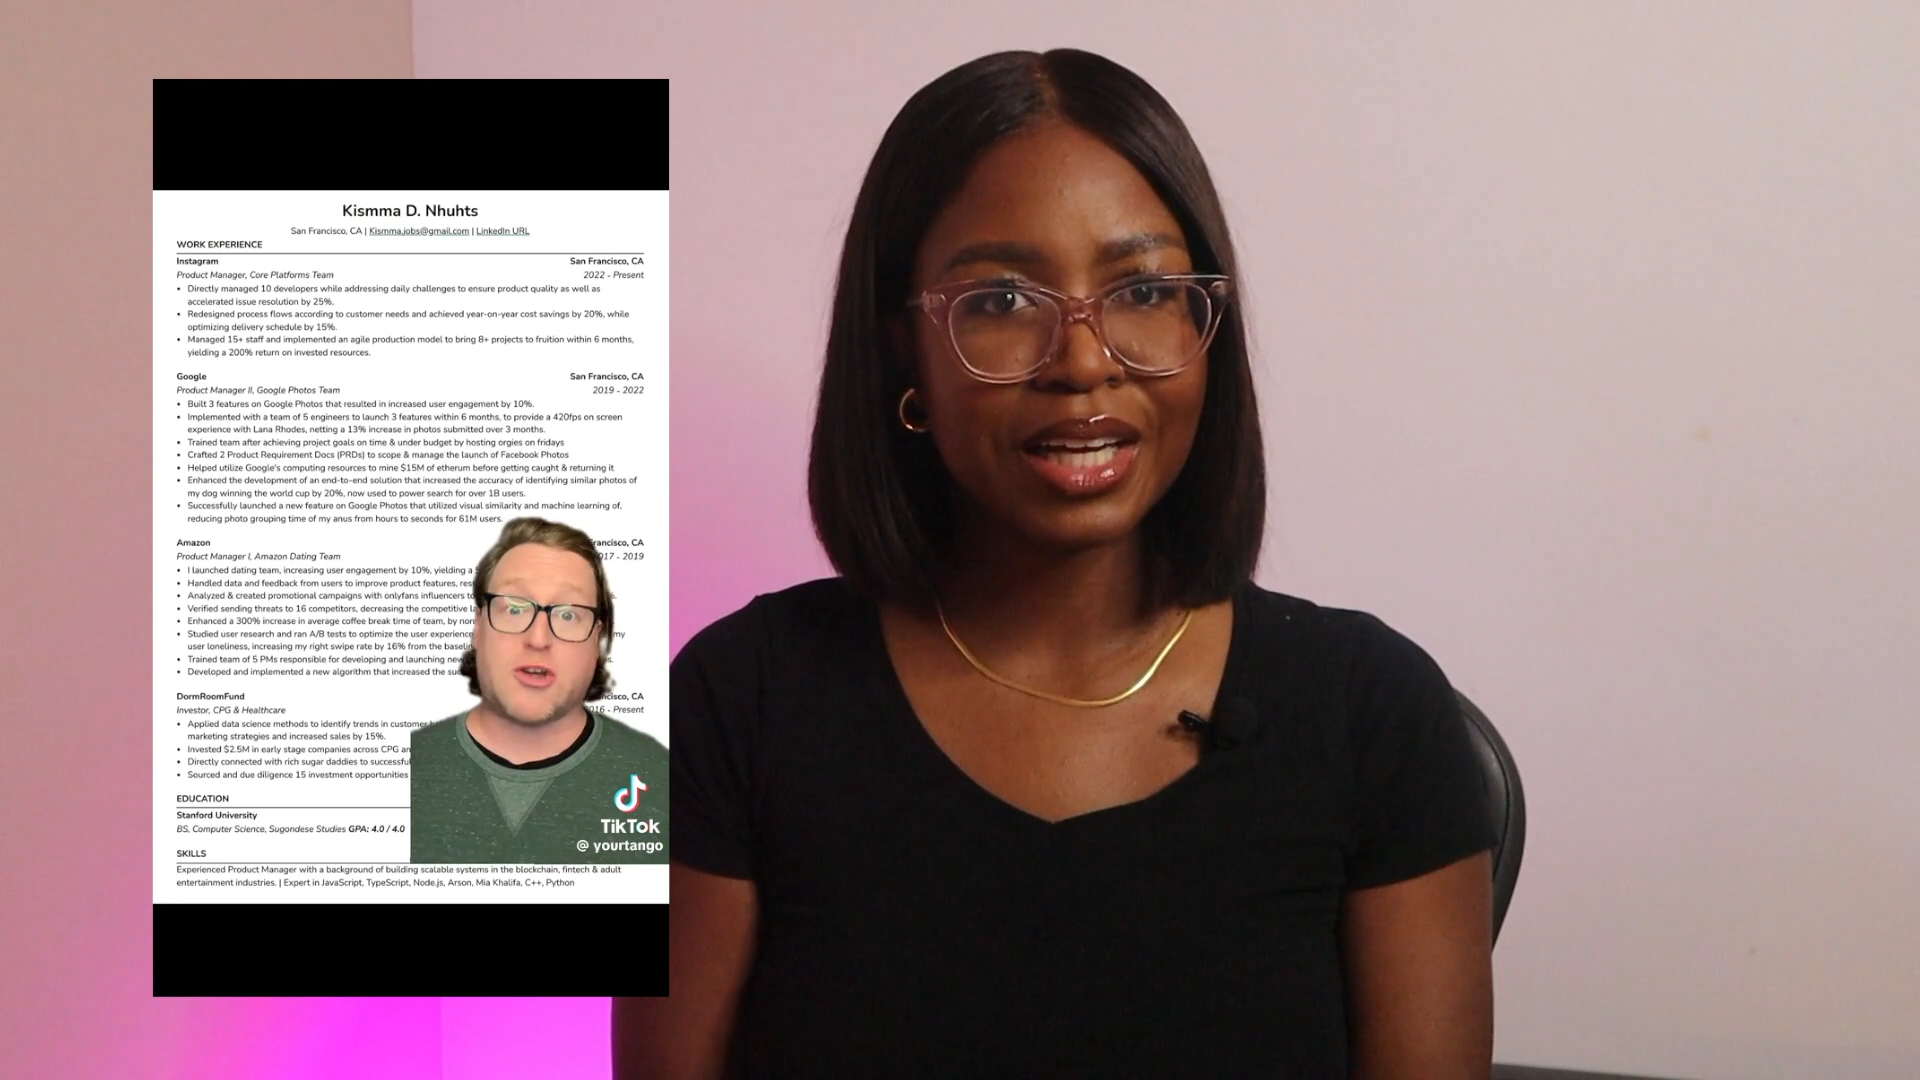 Kismma D. Nhuhts
San Francisco, CA | Kismma.jobs@gmail.com | LinkedIn URL
WORK EXPERIENCE
Instagram San Francisco, CA
Product Manager, Core Platforms Team 2022 - Present
• Directly managed 10 developers while addressing daily challenges to ensure product quality as well as
accelerated issue resolution by 25%.
• Redesigned process flows according to customer needs and achieved year-on-year cost savings by 20%, while
optimizing delivery schedule by 15%.
• Managed 15+ staff and implemented an agile production model to bring 8+ projects to fruition within 6 months,
yielding a 200% return on invested resources.
Google San Francisco, CA
Product Manager II, Google Photos Team 2019 - 2022
• Built 3 features on Google Photos that resulted in increased user engagement by 10%.
• Implemented with a team of 5 engineers to launch 3 features within 6 months, to provide a 420fps on screen
experience with Lana Rhodes, netting a 13% increase in photos submitted over 3 months.
• Trained team after achieving project goals on time & under budget by hosting orgies on fridays
• Crafted 2 Product Requirement Docs (PRDs) to scope & manage the launch of Facebook Photos
• Helped utilize Google's computing resources to mine $15M of etherum before getting caught & returning it
• Enhanced the development of an end-to-end solution that increased the accuracy of identifying similar photos of
my dog winning the world cup by 20%, now used to power search for over 1B users.
• Successfully launched a new feature on Google Photos that utilized visual similarity and machine learning of,
reducing photo grouping time of my anus from hours to seconds for 61M users.
Amazon Francisco, CA
Product Manager I, Amazon Dating Team 017 - 2019
• I launched dating team, increasing user engagement by 10%, yielding a
• Handled data and feedback from users to improve product features,
• Analyzed & created promotional campaigns with onlyfans influencers to
• Verified sending threats to 16 competitors, decreasing the competitive
• Enhanced a 300% increase in average coffee break time of team, by
• Studied user research and ran A/B tests to optimize the user experience my
user loneliness, increasing my right swipe rate by 16% from the
• Trained team of 5 PMs responsible for developing and launching
• Developed and implemented a new algorithm that increased the
DormRoomFund ncisco, CA
Investor, CPG & Healthcare 016 - Present
• Applied data science methods to identify trends in customer
marketing strategies and increased sales by 15%.
• Invested $2.5M in early stage companies across CPG
• Directly connected with rich sugar daddies to
• Sourced and due diligence 15 investment opportunities
EDUCATION
Stanford University
BS, Computer Science, Sugondese Studies GPA: 4.0 / 4.0
SKILLS
Experienced Product Manager with a background of building scalable systems in the blockchain, fintech & adult
entertainment industries. | Expert in JavaScript, TypeScript, Node.js, Arson, Mia Khalifa, C++, Python
TikTok
@ yourtango